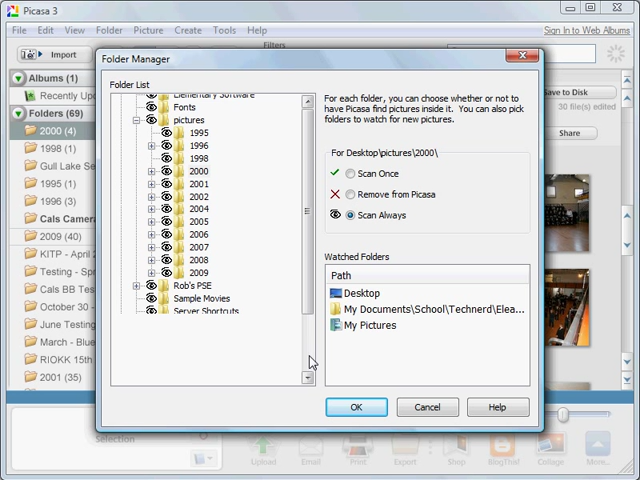 Picasa 3
File Edit View Folder Picture Create Tools Help
Sign In to Web Albums
Import
Filters
Albums (1)
Recently Upd
Folders (69)
2000 (4)
1998 (1)
Gull Lake Se
1995 (1)
1996 (3)
Cals Camera
2009 (40)
KITP - April 2
Testing - Spr
Cals BB Test
October 30 -
June Testing
March - Blue
RIOKK 15th
2001 (35)
Save to Disk
30 file(s) edited
Share
Folder Manager
Folder List
Elementary Software
Fonts
pictures
1995
1996
1998
2000
2001
2002
2004
2005
2006
2007
2008
2009
Rob's PSE
Sample Movies
Server Shortcuts
For each folder, you can choose whether or not to
have Picasa find pictures inside it. You can also pick
folders to watch for new pictures.
For Desktop\pictures\2000\
Scan Once
Remove from Picasa
Scan Always
Watched Folders
Path
Desktop
My Documents\School\Technerd\Elea...
My Pictures
OK Cancel Help
Selection
Upload Email Print Export Shop BlogThis! Collage More...